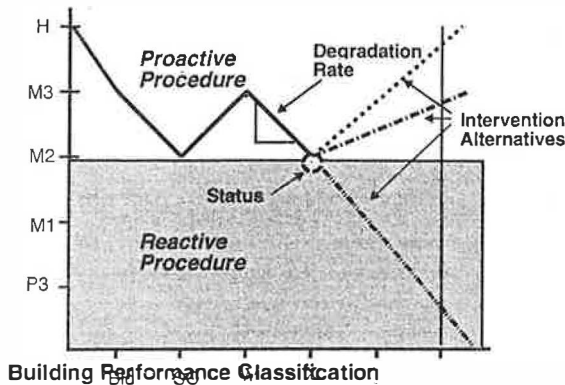 H
M3
M2
M1
P3
Proactive
Procedure
Degradation
Rate
Intervention
Alternatives
Status
Reactive
Procedure
Building Performance Classification